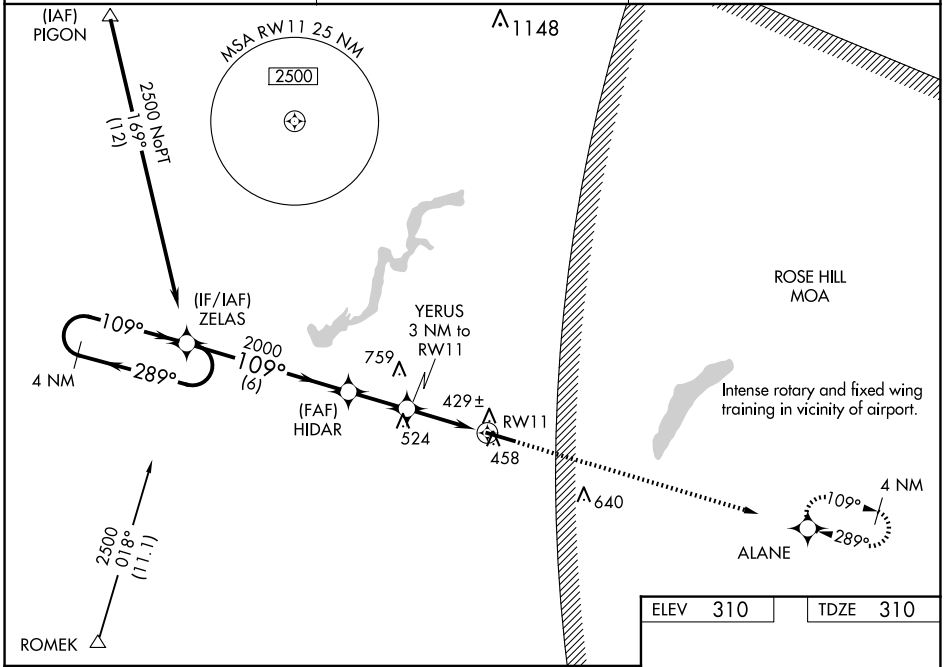 (IAF)
PIGON
1148
MSA RW11 25 NM
2500
2500 NoPT
169°
(12)
ROSE HILL
MOA
(IF/IAF)
ZELAS
YERUS
3 NM to
RW11
109°
2000
109°
(6)
759
289°
4 NM
Intense rotary and fixed wing
training in vicinity of airport.
(FAF)
HIDAR
429±
RW11
524
458
4 NM
109°
640
289°
ALANE
2500
018°
(11.1)
ROMEK
ELEV 310
TDZE 310